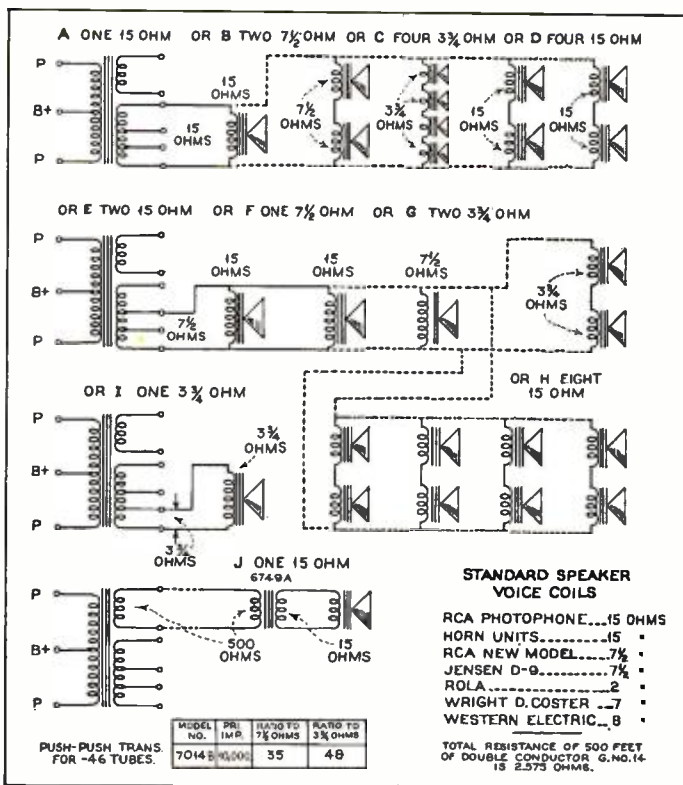 A ONE 15 OHM OR B TWO 7½ OHM OR C FOUR 3¾ OHM OR D FOUR 15 OHM
P
B+
P
15 OHMS
15 OHMS
7½ OHMS
3¾ OHMS
15 OHMS
15 OHMS
OR E TWO 15 OHM OR F ONE 7½ OHM OR G TWO 3¾ OHM
P
B+
P
7½ OHMS
15 OHMS
15 OHMS
7½ OHMS
3¾ OHMS
OR I ONE 3¾ OHM
OR H EIGHT
15 OHM
P
B+
P
3¾ OHMS
3¾ OHMS
J ONE 15 OHM
6749A
P
B+
P
500 OHMS
15 OHMS
STANDARD SPEAKER
VOICE COILS
RCA PHOTOPHONE....15 OHMS
HORN UNITS.......15 "
RCA NEW MODEL.....7½ "
JENSEN D-9........7½ "
ROLA..............2 "
WRIGHT D. COSTER...7 "
WESTERN ELECTRIC..8 "
TOTAL RESISTANCE OF 500 FEET
OF DOUBLE CONDUCTOR G.NO.14
IS 2.575 OHMS.
PUSH-PUSH TRANS.
FOR -46 TUBES.
MODEL NO. PRI. IMP. RATIO TO 7½ OHMS RATIO TO 3¾ OHMS
7014B 10,000 35 48